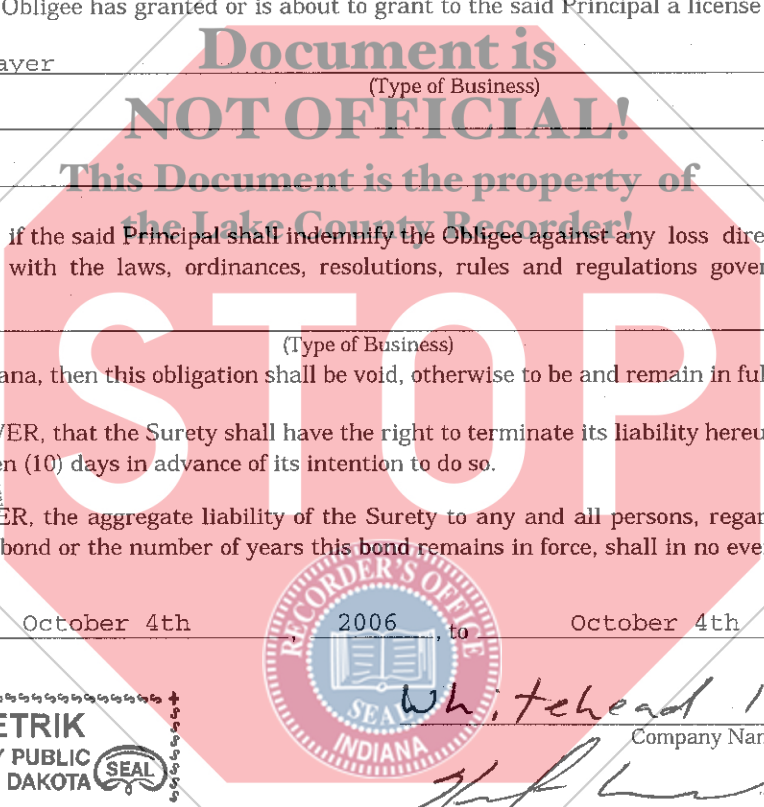 Obligee has granted or is about to grant to the said Principal a license
Document is
ayer
(Type of Business)
NOT OFFICIAL!
This Document is the property of
the Lake County Recorder!
if the said Principal shall indemnify the Obligee against any loss dire
with the laws, ordinances, resolutions, rules and regulations gover
STOP
(Type of Business)
ana, then this obligation shall be void, otherwise to be and remain in ful
VER, that the Surety shall have the right to terminate its liability hereu
en (10) days in advance of its intention to do so.
ER, the aggregate liability of the Surety to any and all persons, regar
bond or the number of years this bond remains in force, shall in no eve
October 4th, 2006, to October 4th
RECORDER'S OFFICE
SEAL
INDIANA
Whitehead
Company Nam
ETRIK
Y PUBLIC
DAKOTA
SEAL